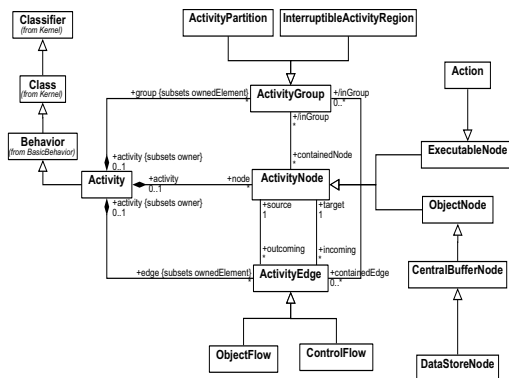 Classifier
(from Kernel)
ActivityPartition
InterruptibleActivityRegion
Class
(from Kernel)
Action
+group {subsets ownedElement}
*
ActivityGroup
+/inGroup
0..*
+/inGroup
*
Behavior
(from BasicBehavior)
ExecutableNode
+activity {subsets owner}
0..1
+containedNode
*
Activity
+activity
0..1
+node
*
ActivityNode
+activity {subsets owner}
0..1
+source
1
+target
1
ObjectNode
+outcoming
*
+incoming
*
+edge {subsets ownedElement}
*
ActivityEdge
+containedEdge
0..*
CentralBufferNode
ObjectFlow
ControlFlow
DataStoreNode